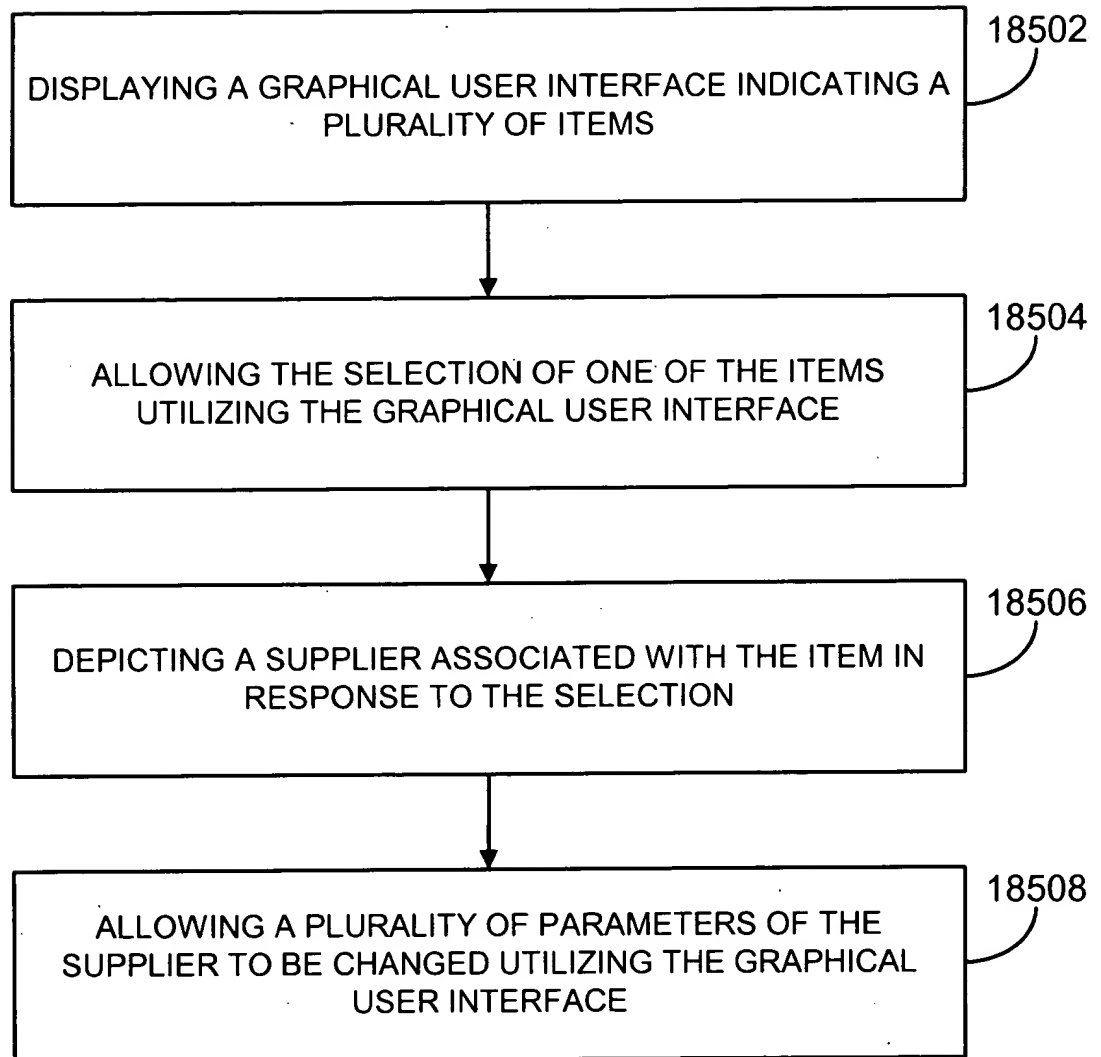 18502
DISPLAYING A GRAPHICAL USER INTERFACE INDICATING A
PLURALITY OF ITEMS
18504
ALLOWING THE SELECTION OF ONE OF THE ITEMS
UTILIZING THE GRAPHICAL USER INTERFACE
18506
DEPICTING A SUPPLIER ASSOCIATED WITH THE ITEM IN
RESPONSE TO THE SELECTION
18508
ALLOWING A PLURALITY OF PARAMETERS OF THE
SUPPLIER TO BE CHANGED UTILIZING THE GRAPHICAL
USER INTERFACE